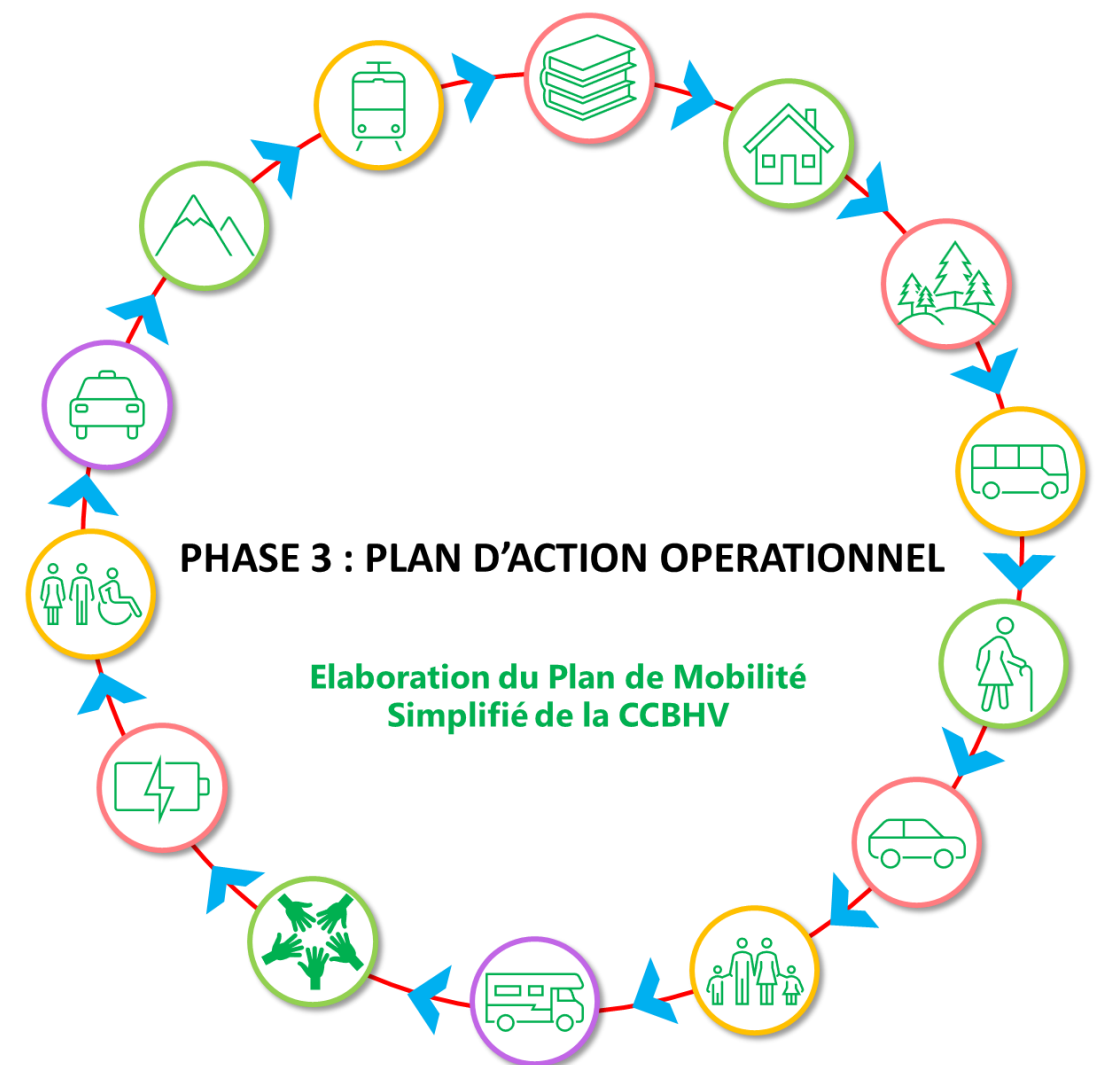 PHASE 3 : PLAN D’ACTION OPERATIONNEL
Elaboration du Plan de Mobilité
Simplifié de la CCBHV